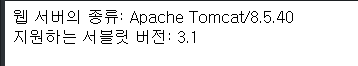 웹 서버의 종류: Apache Tomcat/8.5.40
지원하는 서블릿 버전: 3.1